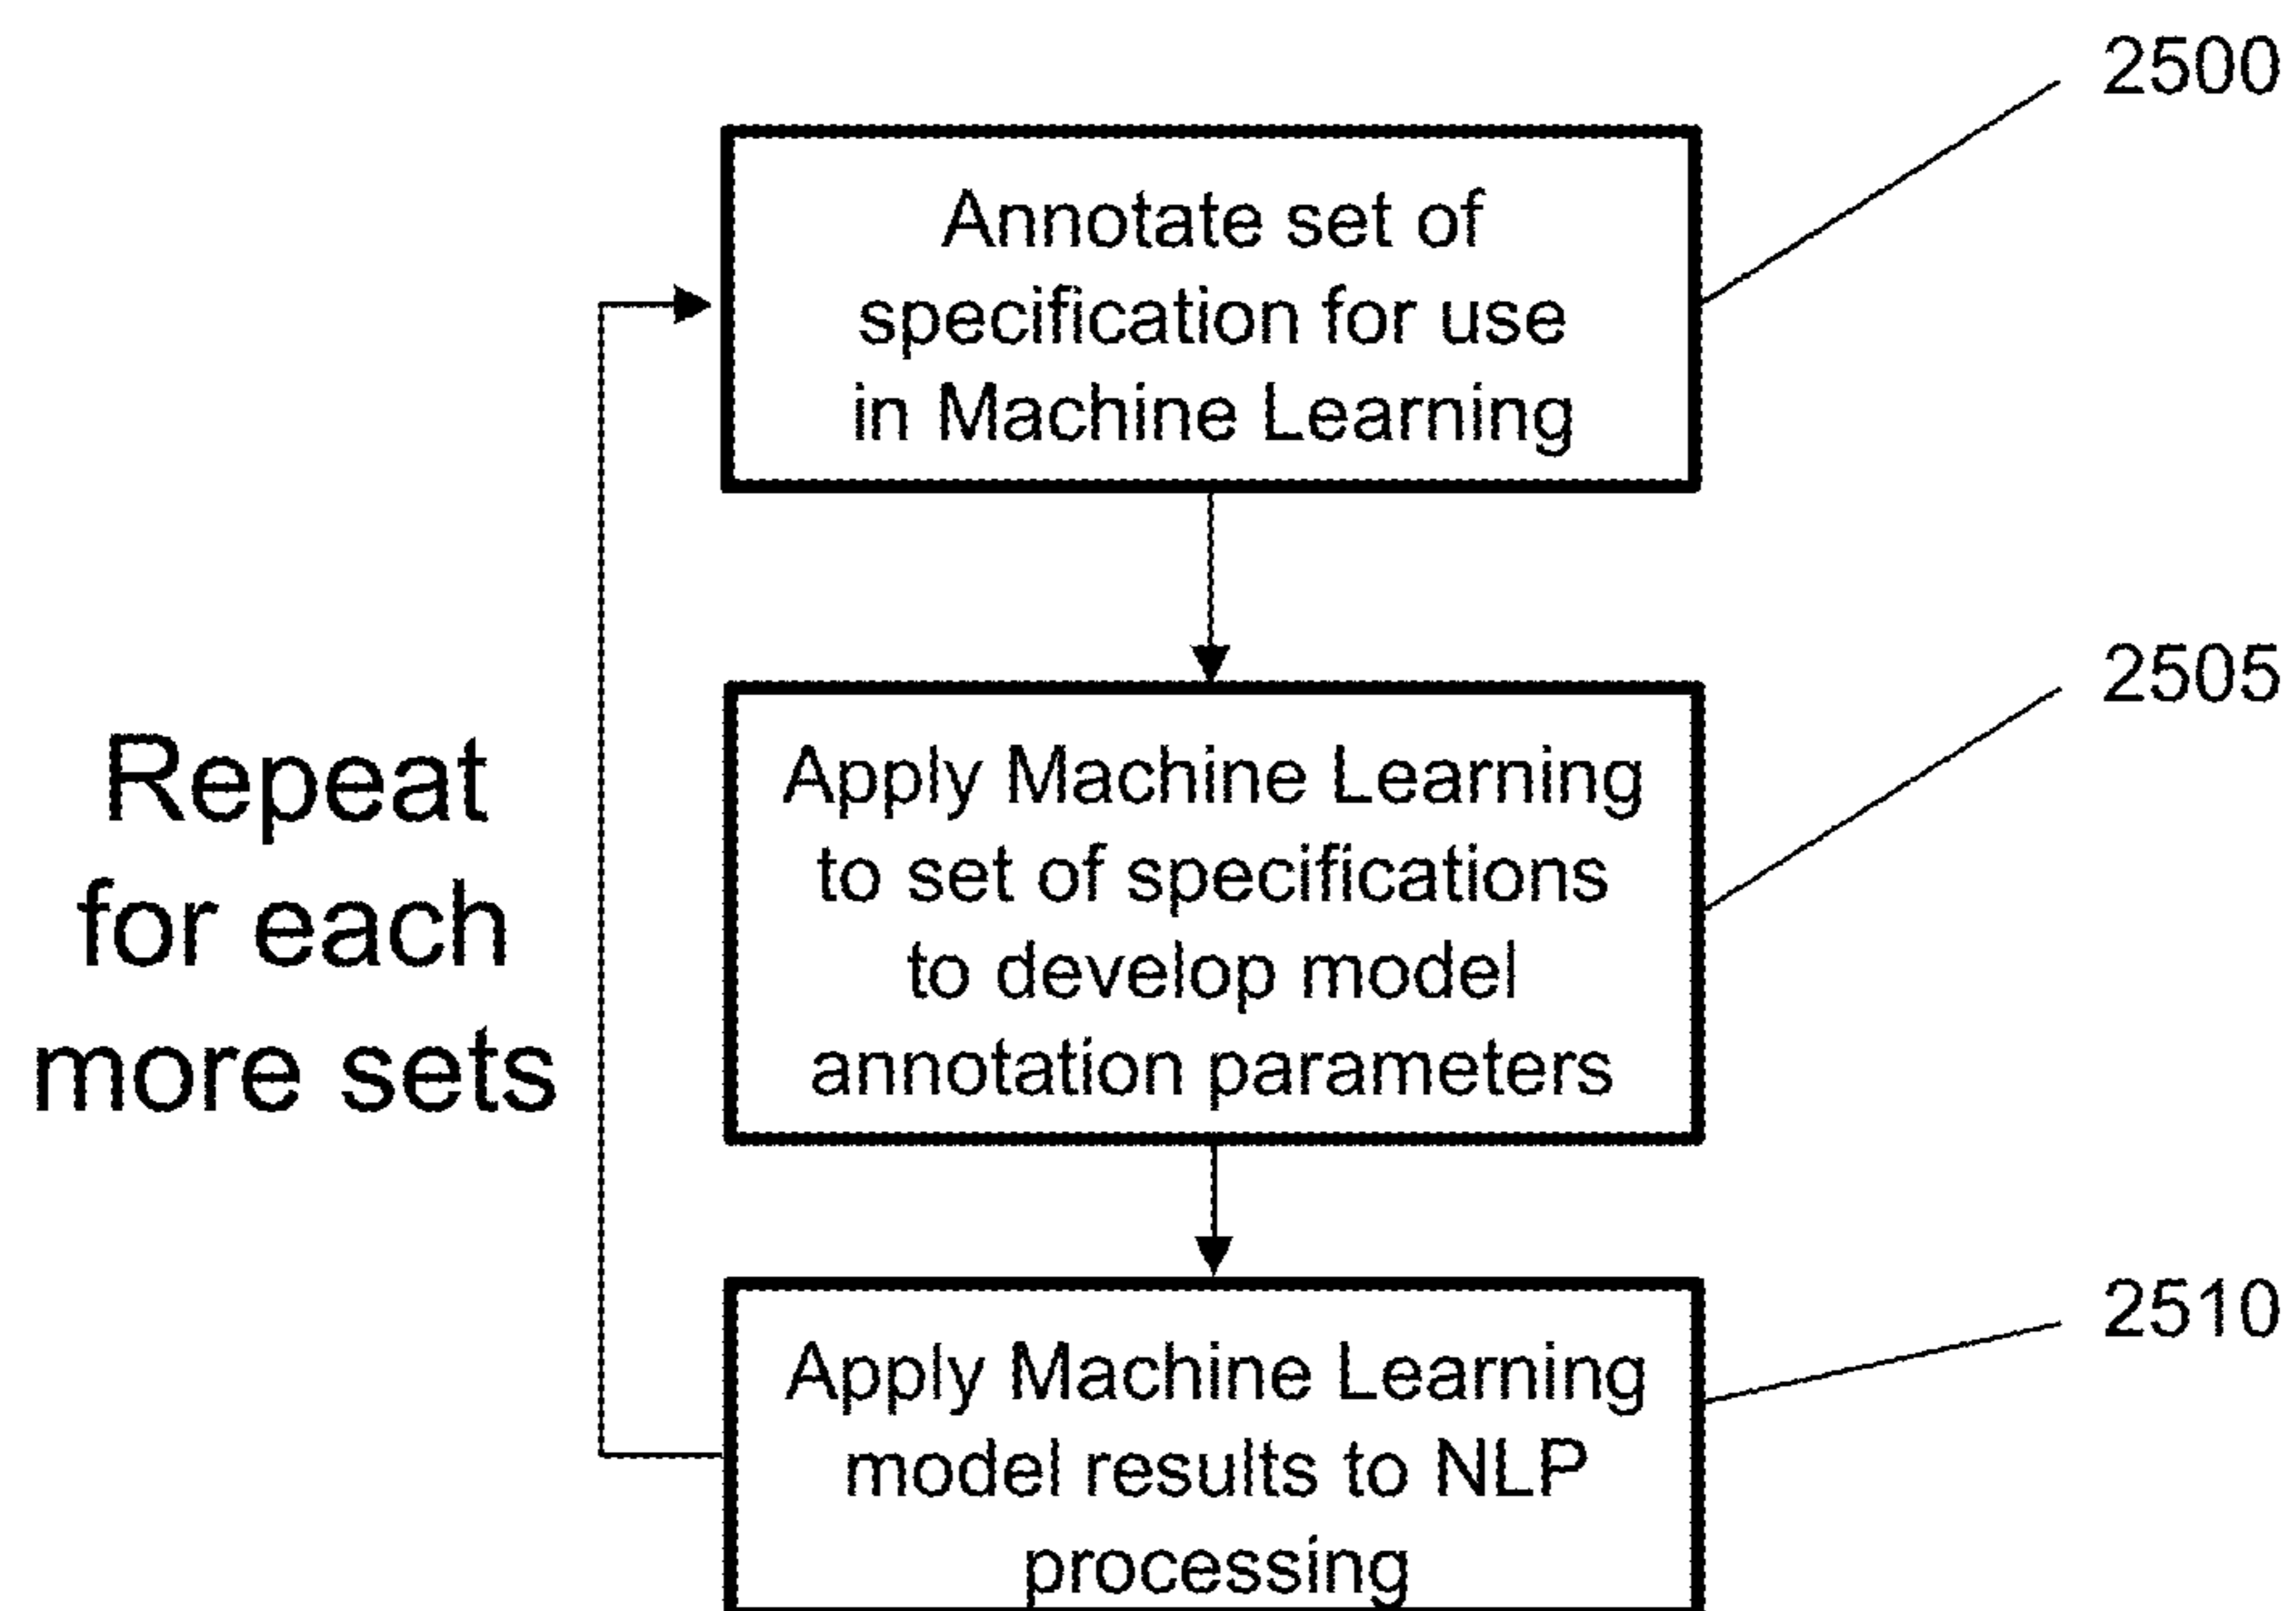 2500
Annotate set of
specification for use
in Machine Learning
2505
Apply Machine Learning
to set of specifications
to develop model
annotation parameters
Repeat
for each
more sets
2510
Apply Machine Learning
model results to NLP
processing